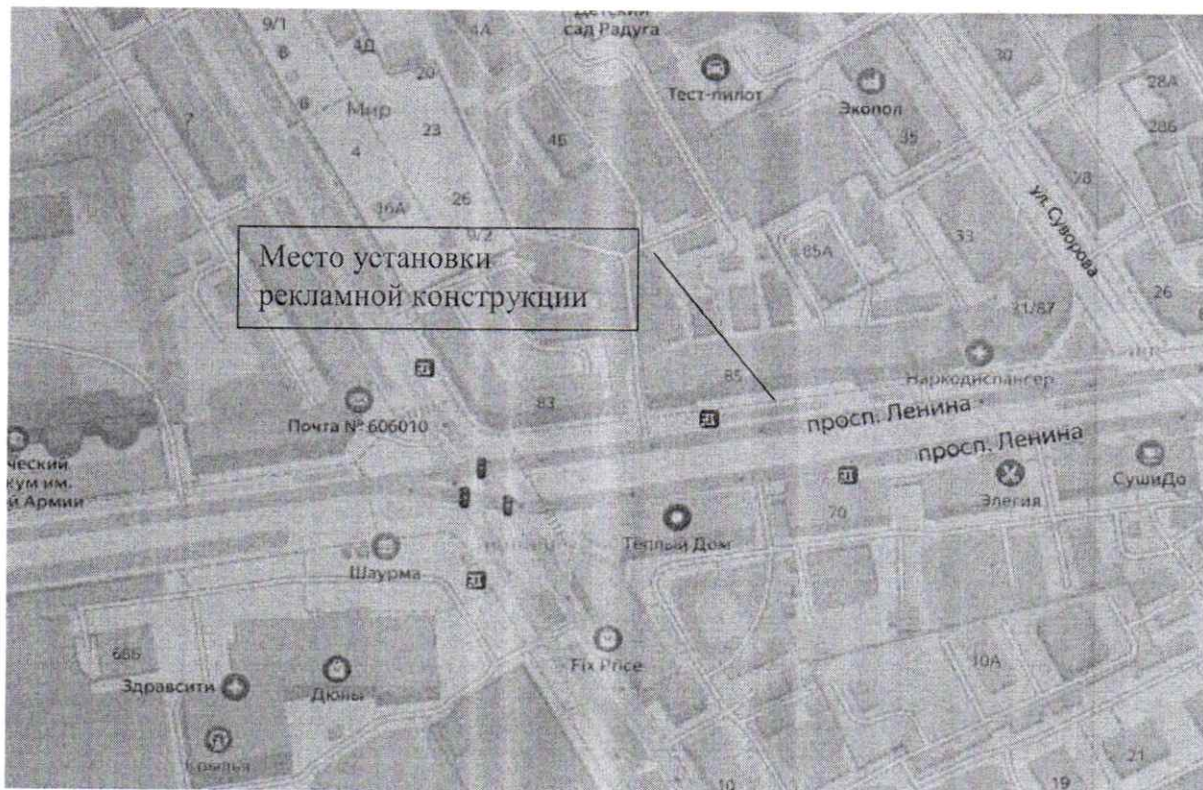 9/1
8
4Д
4А
Детский
сад Радуга
Тест-пилот
Экопол
30
28А
28Б
20
6
Мир
7
23
4Б
35
4
28
16А
26
9/2
ул. Суворова
85А
33
Место установки
рекламной конструкции
31/87
26
85
Наркодиспансер
83
Почта № 606010
просп. Ленина
просп. Ленина
ческий
кум им.
й Армии
СушиДо
Элегия
70
Тёплый Дом
Шаурма
Fix Price
66Б
10А
Здравсити
Дюны
Крылья
21
10
19